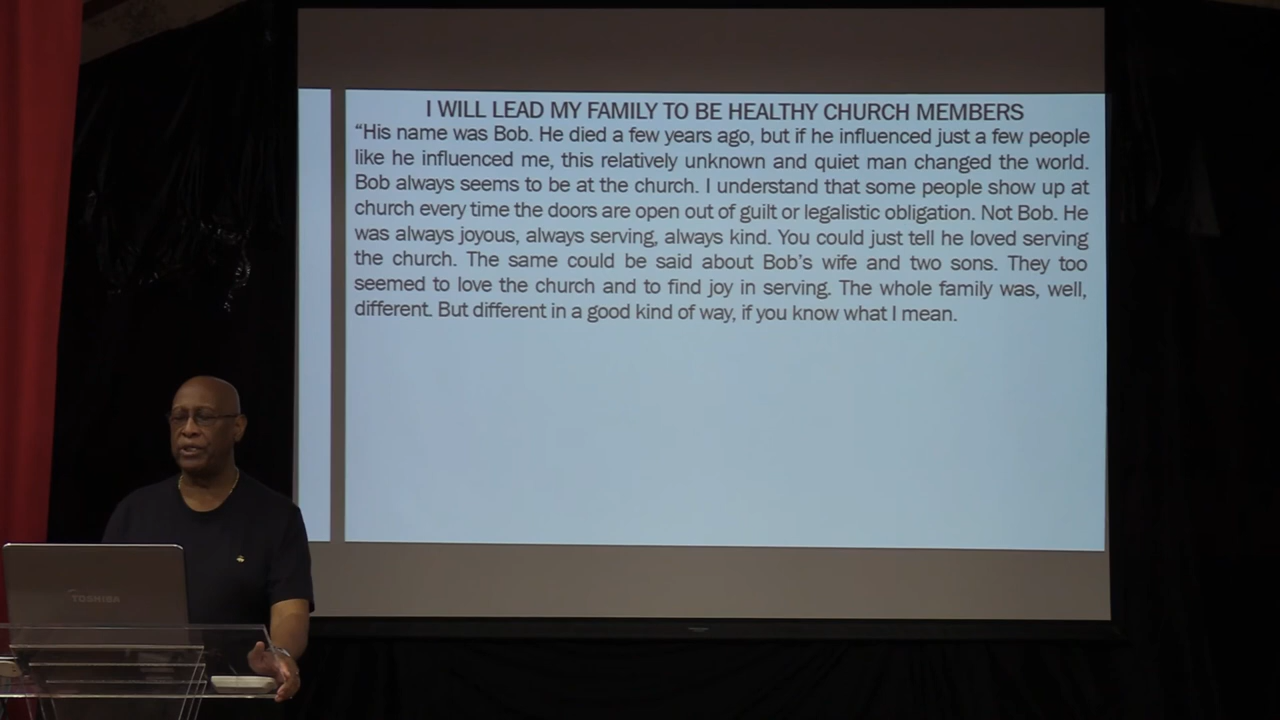 I WILL LEAD MY FAMILY TO BE HEALTHY CHURCH MEMBERS
“His name was Bob. He died a few years ago, but if he influenced just a few people
like he influenced me, this relatively unknown and quiet man changed the world.
Bob always seems to be at the church. I understand that some people show up at
church every time the doors are open out of guilt or legalistic obligation. Not Bob. He
was always joyous, always serving, always kind. You could just tell he loved serving
the church. The same could be said about Bob’s wife and two sons. They too
seemed to love the church and to find joy in serving. The whole family was, well,
different. But different in a good kind of way, if you know what I mean.
TOSHIBA